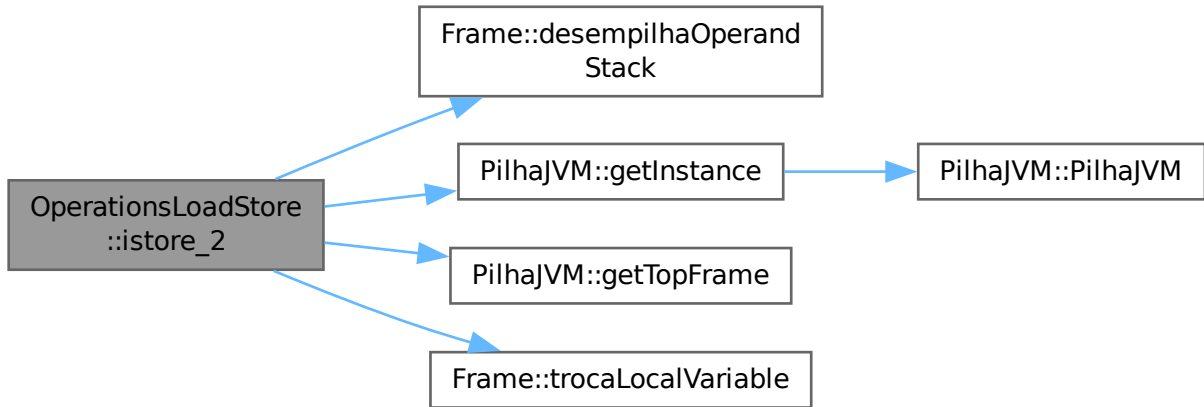 Frame::desempilhaOperand
Stack
PilhaJVM::getInstance
PilhaJVM::PilhaJVM
OperationsLoadStore
::istore_2
PilhaJVM::getTopFrame
Frame::trocaLocalVariable